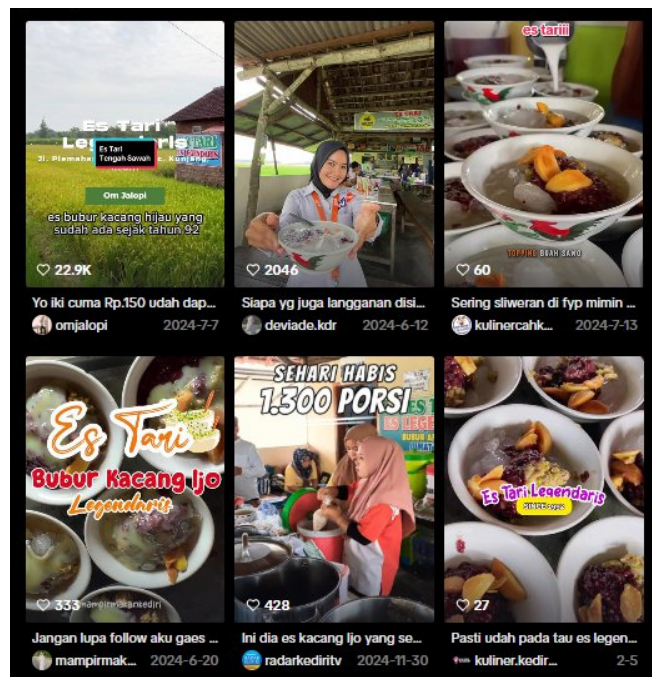 Es Tari
Legendaris
Es Tari
Tengah Sawah
TARI
Om Jalopi
es bubur kacang hijau yang
sudah ada sejak tahun 92
22.9K
Yo iki cuma Rp.150 udah dap...
omjalopi 2024-7-7
2046
Siapa yg juga langganan disi...
deviade.kdr 2024-6-12
es tariii
TOPPING BUAH SAWO
60
Sering sliweran di fyp mimin ...
kulinercahk... 2024-7-13
Es Tari
Bubur Kacang Ijo
Legendaris
333
mampirmakankediri
Jangan lupa follow aku gaes ...
mampirmak... 2024-6-20
SEHARI HABIS
1.300 PORSI
428
Ini dia es kacang Ijo yang se...
radarkediritv 2024-11-30
Es Tari Legendaris
SINCE 1992
27
Pasti udah pada tau es legen...
kuliner.kedir... 2-5